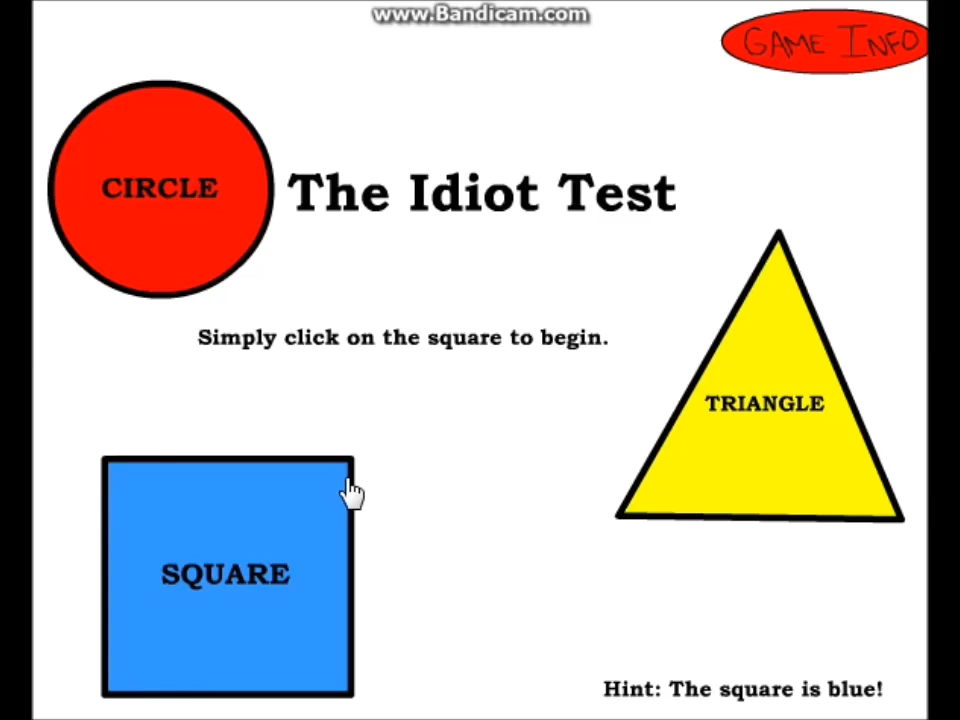 www.Bandicam.com
GAME INFO
CIRCLE
The Idiot Test
Simply click on the square to begin.
TRIANGLE
SQUARE
Hint: The square is blue!